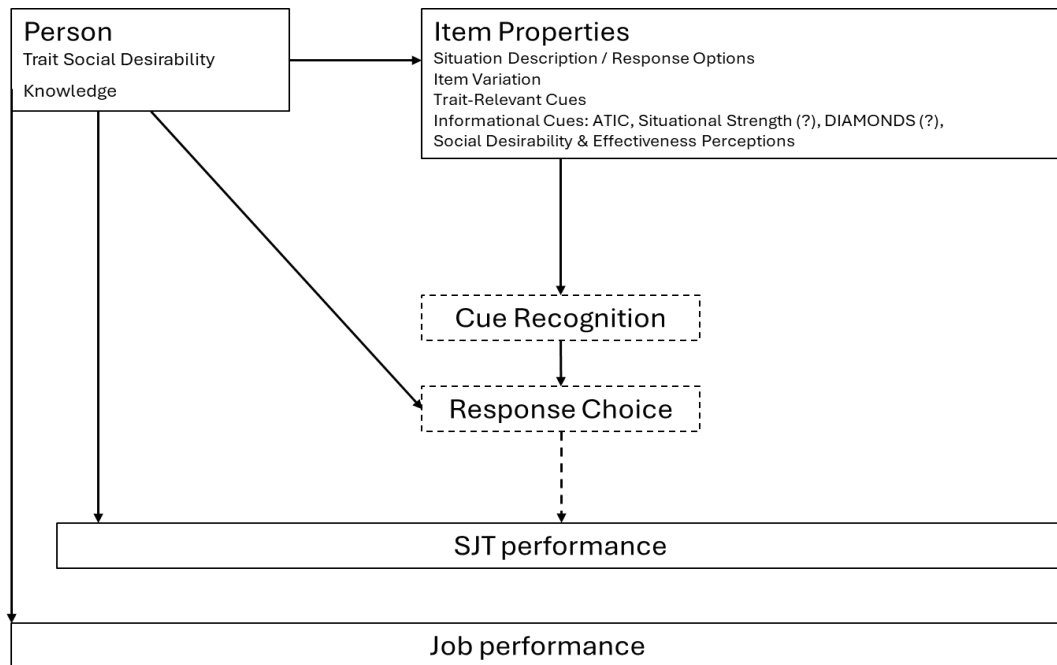 Person
Trait Social Desirability
Knowledge
Item Properties
Situation Description / Response Options
Item Variation
Trait-Relevant Cues
Informational Cues: ATIC, Situational Strength (?), DIAMONDS (?),
Social Desirability & Effectiveness Perceptions
Cue Recognition
Response Choice
SJT performance
Job performance